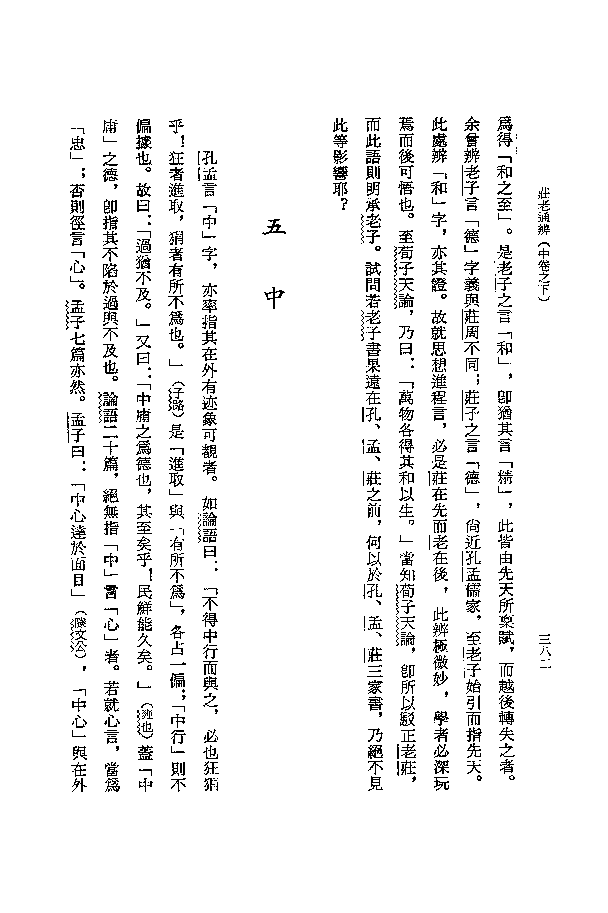 莊老通辨（中卷之下）
三八二
爲得「和之至」。是老子之言「和」，卽猶其言「精」，此皆由先天所稟賦，而越後轉失之者。
余曾辨老子言「德」字義與莊周不同；莊子之言「德」，尙近孔孟儒家，至老子始引而指先天。
此處辨「和」字，亦其證。故就思想進程言，必是莊在先而老在後，此辨極微妙，學者必深玩
焉而後可悟也。至荀子天論，乃曰：「萬物各得其和以生。」當知荀子天論，卽所以駁正老莊，
而此語則明承老子。試問若老子書果遠在孔、孟、莊之前，何以於孔、孟、莊三家書，乃絕不見
此等影響耶？
五　中
孔孟言「中」字，亦率指其在外有迹象可觀者。如論語曰：「不得中行而與之，必也狂狷
乎！狂者進取，狷者有所不爲也。」（子路）是「進取」與「有所不爲」，各占一偏；「中行」則不
偏據也。故曰：「過猶不及。」又曰：「中庸之爲德也，其至矣乎！民鮮能久矣。」（雍也）蓋「中
庸」之德，卽指其不陷於過與不及也。論語二十篇，絕無指「中」言「心」者。若就心言，當爲
「忠」；否則徑言「心」。孟子七篇亦然。孟子曰：「中心達於面目」（滕文公），「中心」與在外